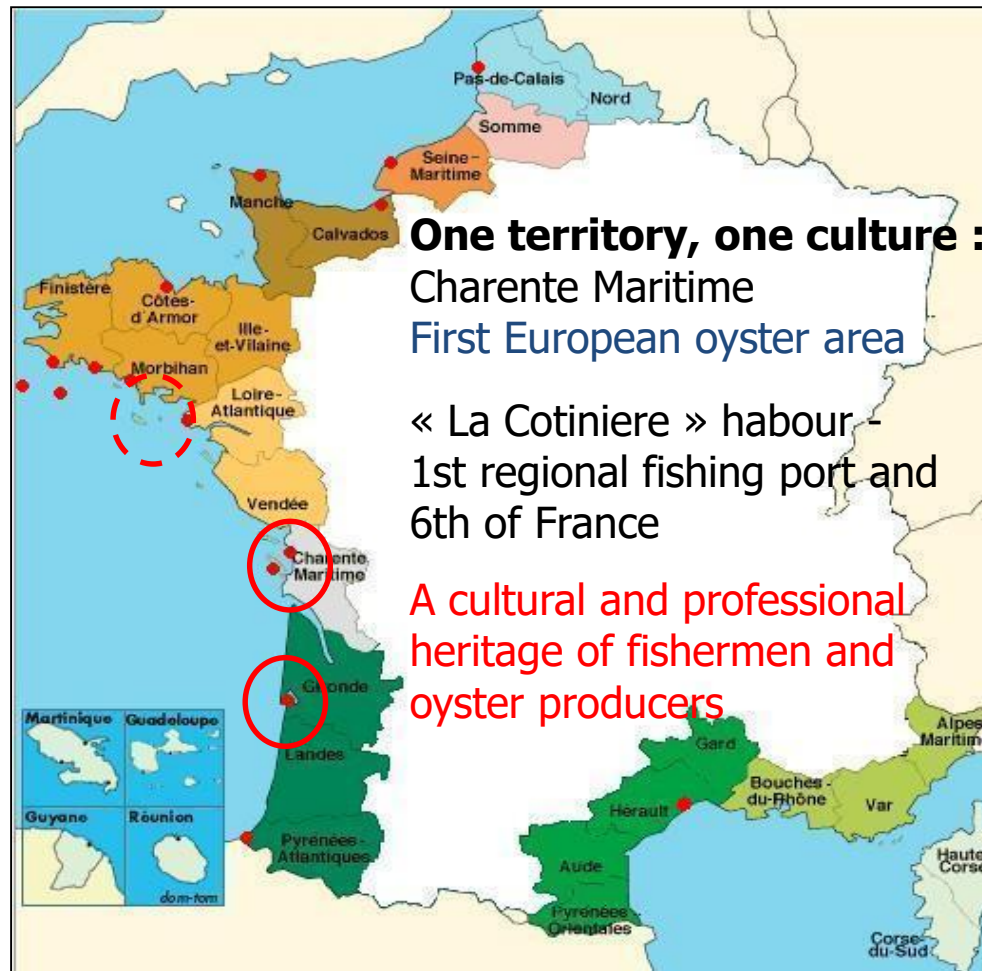 Pas-de-Calais
Nord
Somme
Seine-
Maritime
Manche
Calvados
One territory, one culture :
Charente Maritime
First European oyster area
Finistère
Côtes-
d'Armor
Ille-
et-Vilaine
Morbihan
Loire-
Atlantique
« La Cotiniere » habour -
1st regional fishing port and
6th of France
Vendée
Charente
Maritime
A cultural and professional
heritage of fishermen and
oyster producers
Gironde
Landes
Pyrénées-
Atlantiques
Martinique
Guadeloupe
Guyane
Réunion
dom-tom
Gard
Hérault
Bouches-
du-Rhône
Var
Alpes
Maritime
Aude
Pyrénées
Orientales
Haute
Corse
Corse-
du-Sud